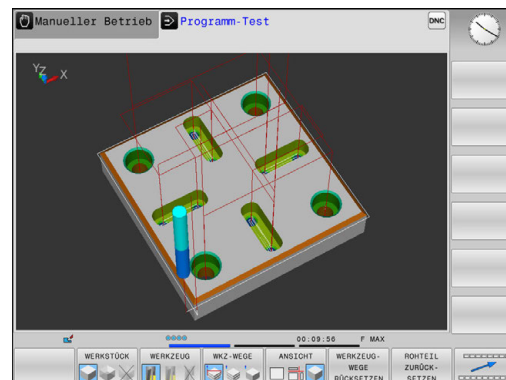 Manueller Betrieb
Programm-Test
DNC
Y Z X
00:09:56 F MAX
WERKSTÜCK
WERKZEUG
WKZ-WEGE
ANSICHT
WERKZEUG-
WEGE
RÜCKSETZEN
ROHTEIL
ZURÜCK-
SETZEN